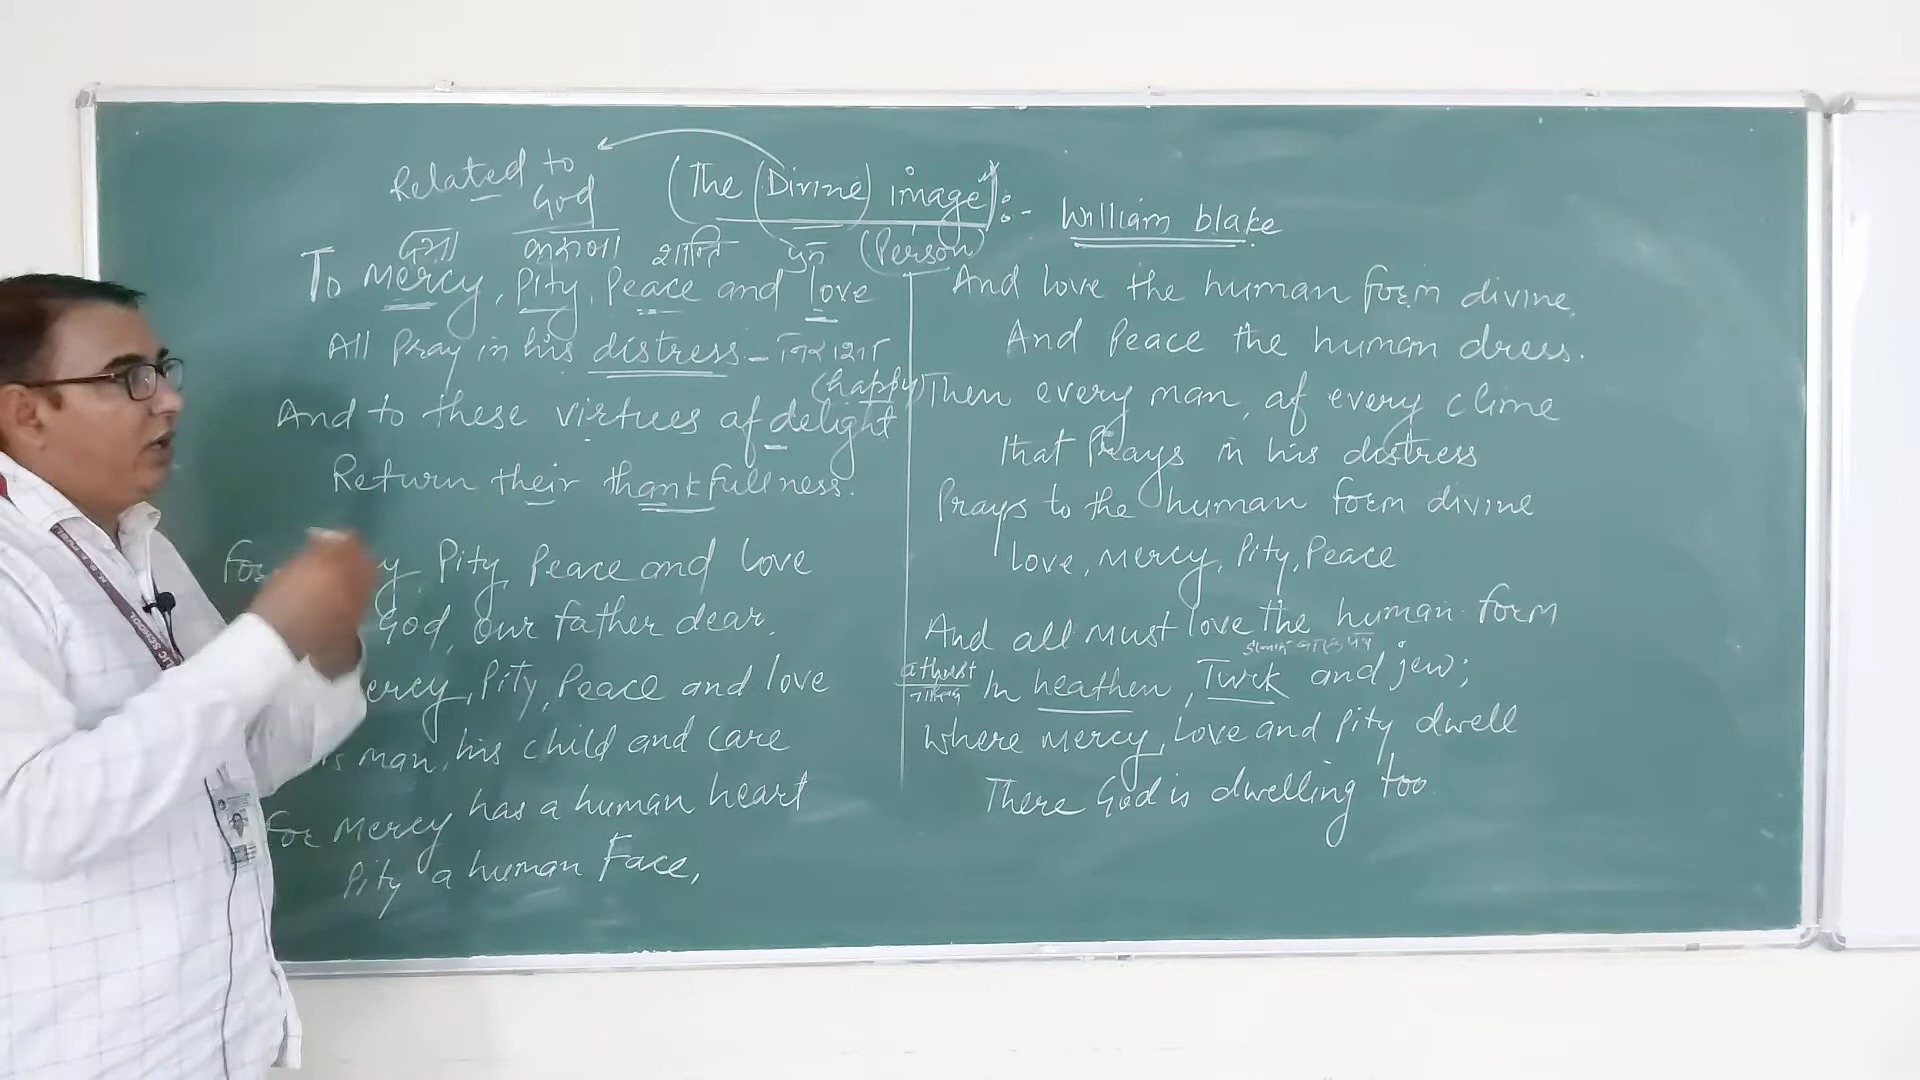 Related to God
(The (Divine) image"):- William blake
दया करुणा शान्ति (Person)
To Mercy, Pity, Peace and love
All Pray in his distress -
(happy)
And to these virtues of delight
Return their thankfullness.
Pity, Peace and love
God, our father dear.
Pity, Peace and love
man, his child and care
For Mercy has a human heart
Pity a human Face,
And love the human form divine,
And Peace the human dress.
Then every man, of every clime
that Prays in his distress
Prays to the human form divine
love, Mercy, Pity, Peace
And all must love the human form
In heathen, Turk and jew;
Where Mercy, Love and Pity dwell
There God is dwelling too